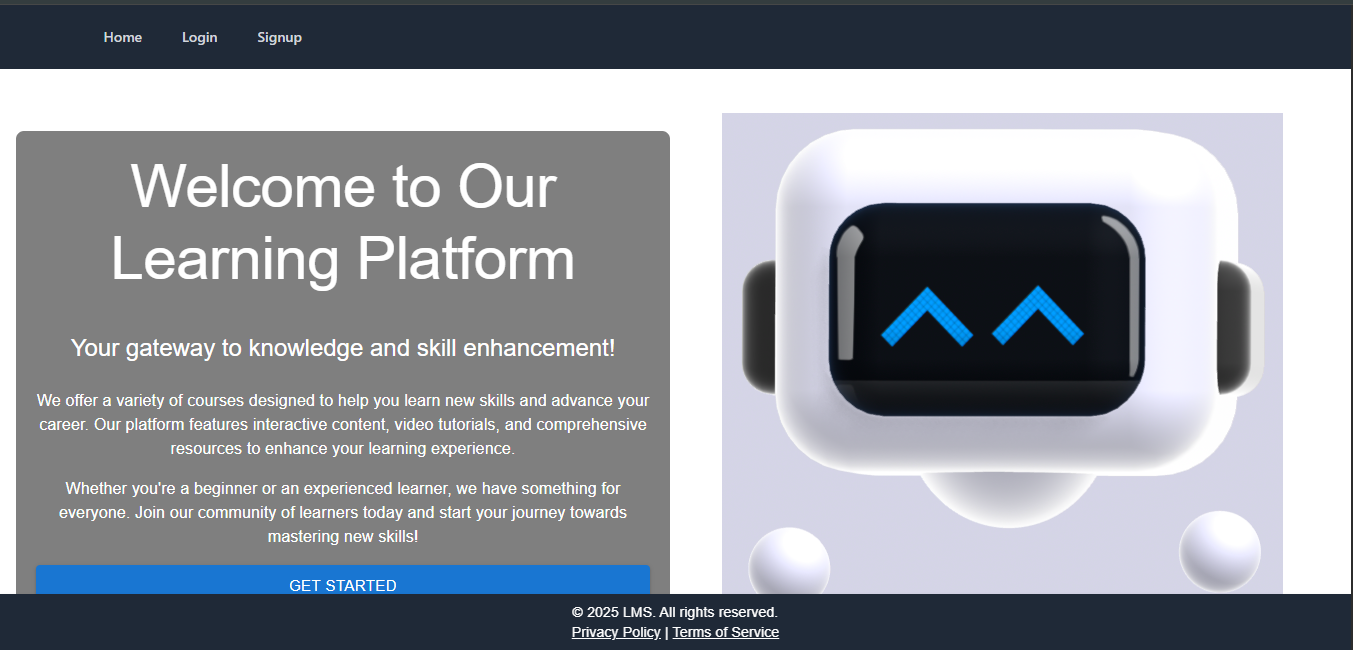 Home Login Signup
Welcome to Our
Learning Platform
Your gateway to knowledge and skill enhancement!
We offer a variety of courses designed to help you learn new skills and advance your
career. Our platform features interactive content, video tutorials, and comprehensive
resources to enhance your learning experience.
Whether you're a beginner or an experienced learner, we have something for
everyone. Join our community of learners today and start your journey towards
mastering new skills!
GET STARTED
© 2025 LMS. All rights reserved.
Privacy Policy | Terms of Service